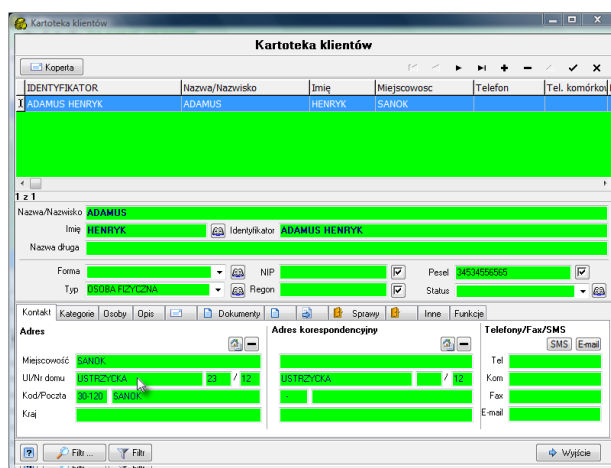 Kartoteka klientów
Kartoteka klientów
Koperta
IDENTYFIKATOR Nazwa/Nazwisko Imię Miejscowosc Telefon Tel. komórkov
ADAMUS HENRYK ADAMUS HENRYK SANOK
1 z 1
Nazwa/Nazwisko ADAMUS
Imię HENRYK Identyfikator ADAMUS HENRYK
Nazwa długa
Forma NIP Pesel 34534556565
Typ OSOBA FIZYCZNA Regon Status
Kontakt Kategorie Osoby Opis Dokumenty Sprawy Inne Funkcje
Adres Adres korespondencyjny Telefony/Fax/SMS
SMS E-mail
Miejscowość SANOK Tel
Ul/Nr domu USTRZYCKA 23 / 12 USTRZYCKA / 12 Kom
Kod/Poczta 30-120 SANOK - Fax
Kraj E-mail
? Filtr ... Filtr Wyjście